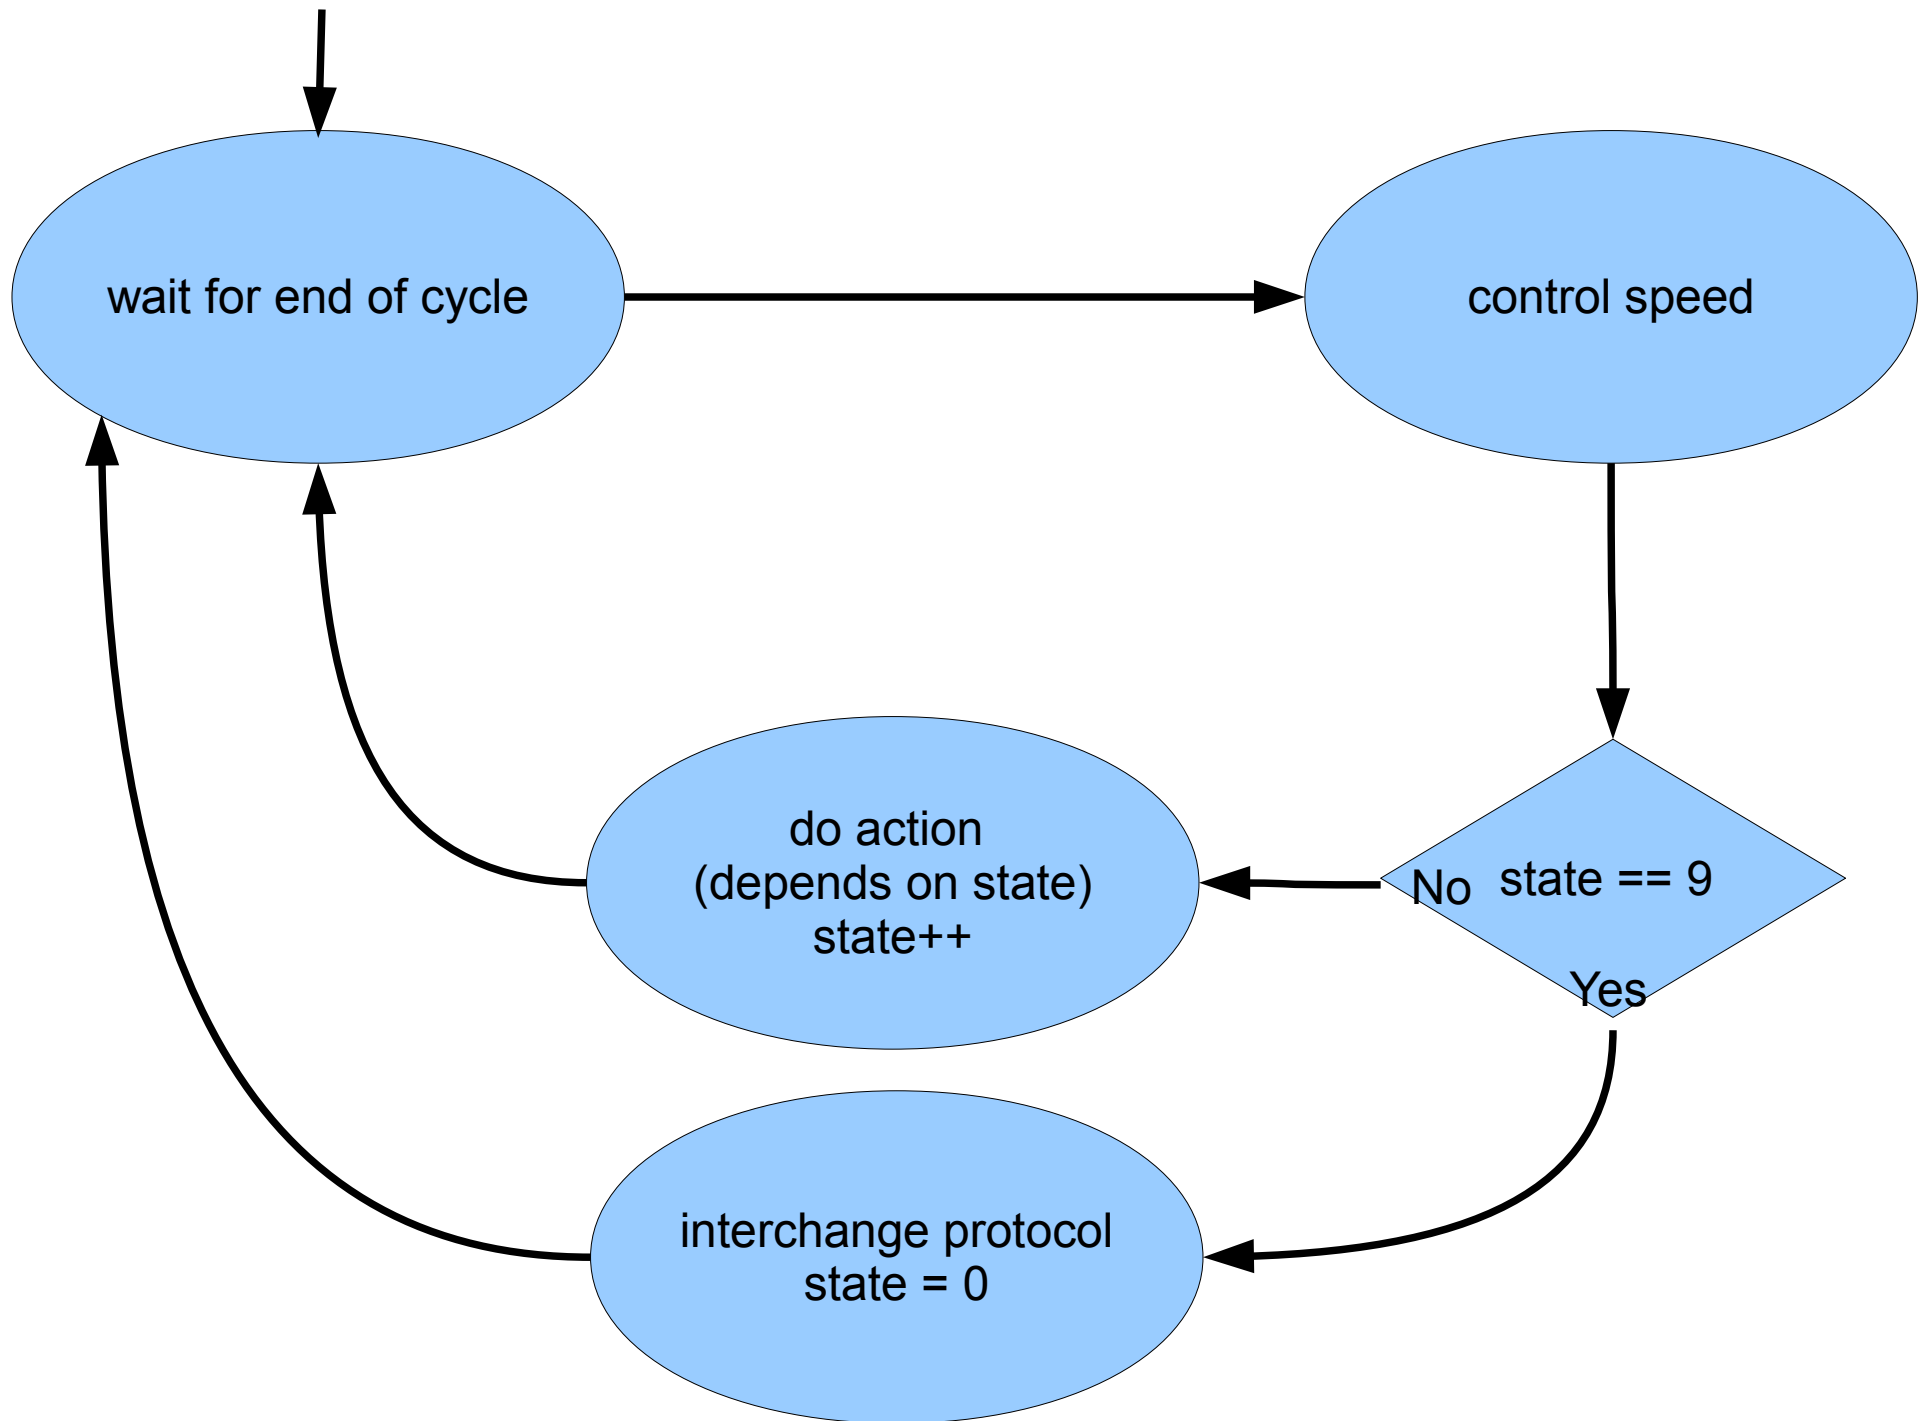 wait for end of cycle
control speed
do action
(depends on state)
state++
No
state == 9
Yes
interchange protocol
state = 0